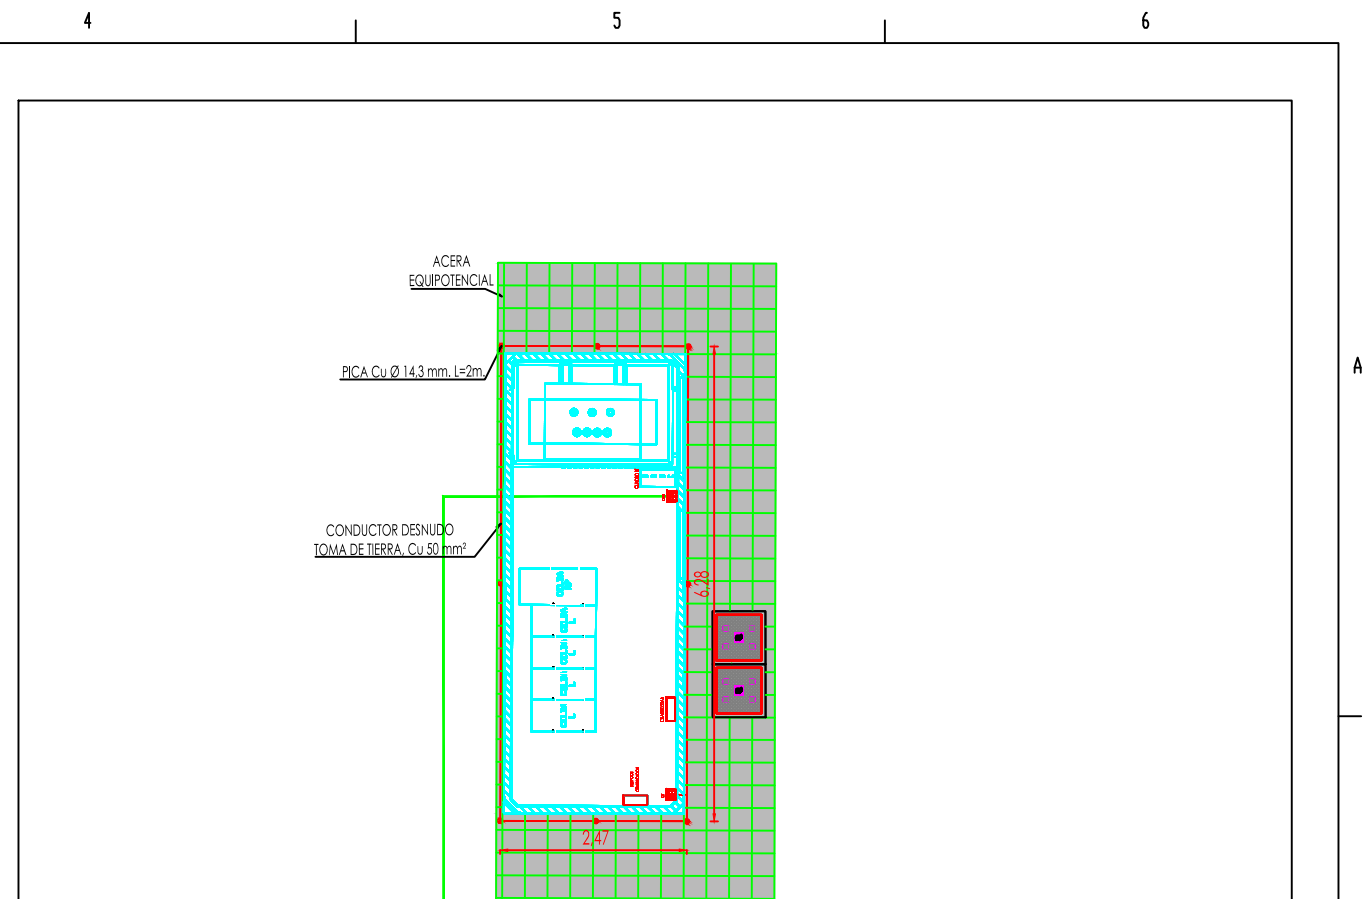 4
5
6
A
ACERA
EQUIPOTENCIAL
PICA Cu Ø 14,3 mm. L=2m.
CONDUCTOR DESNUDO
TOMA DE TIERRA, Cu 50 mm²
6,28
2,47